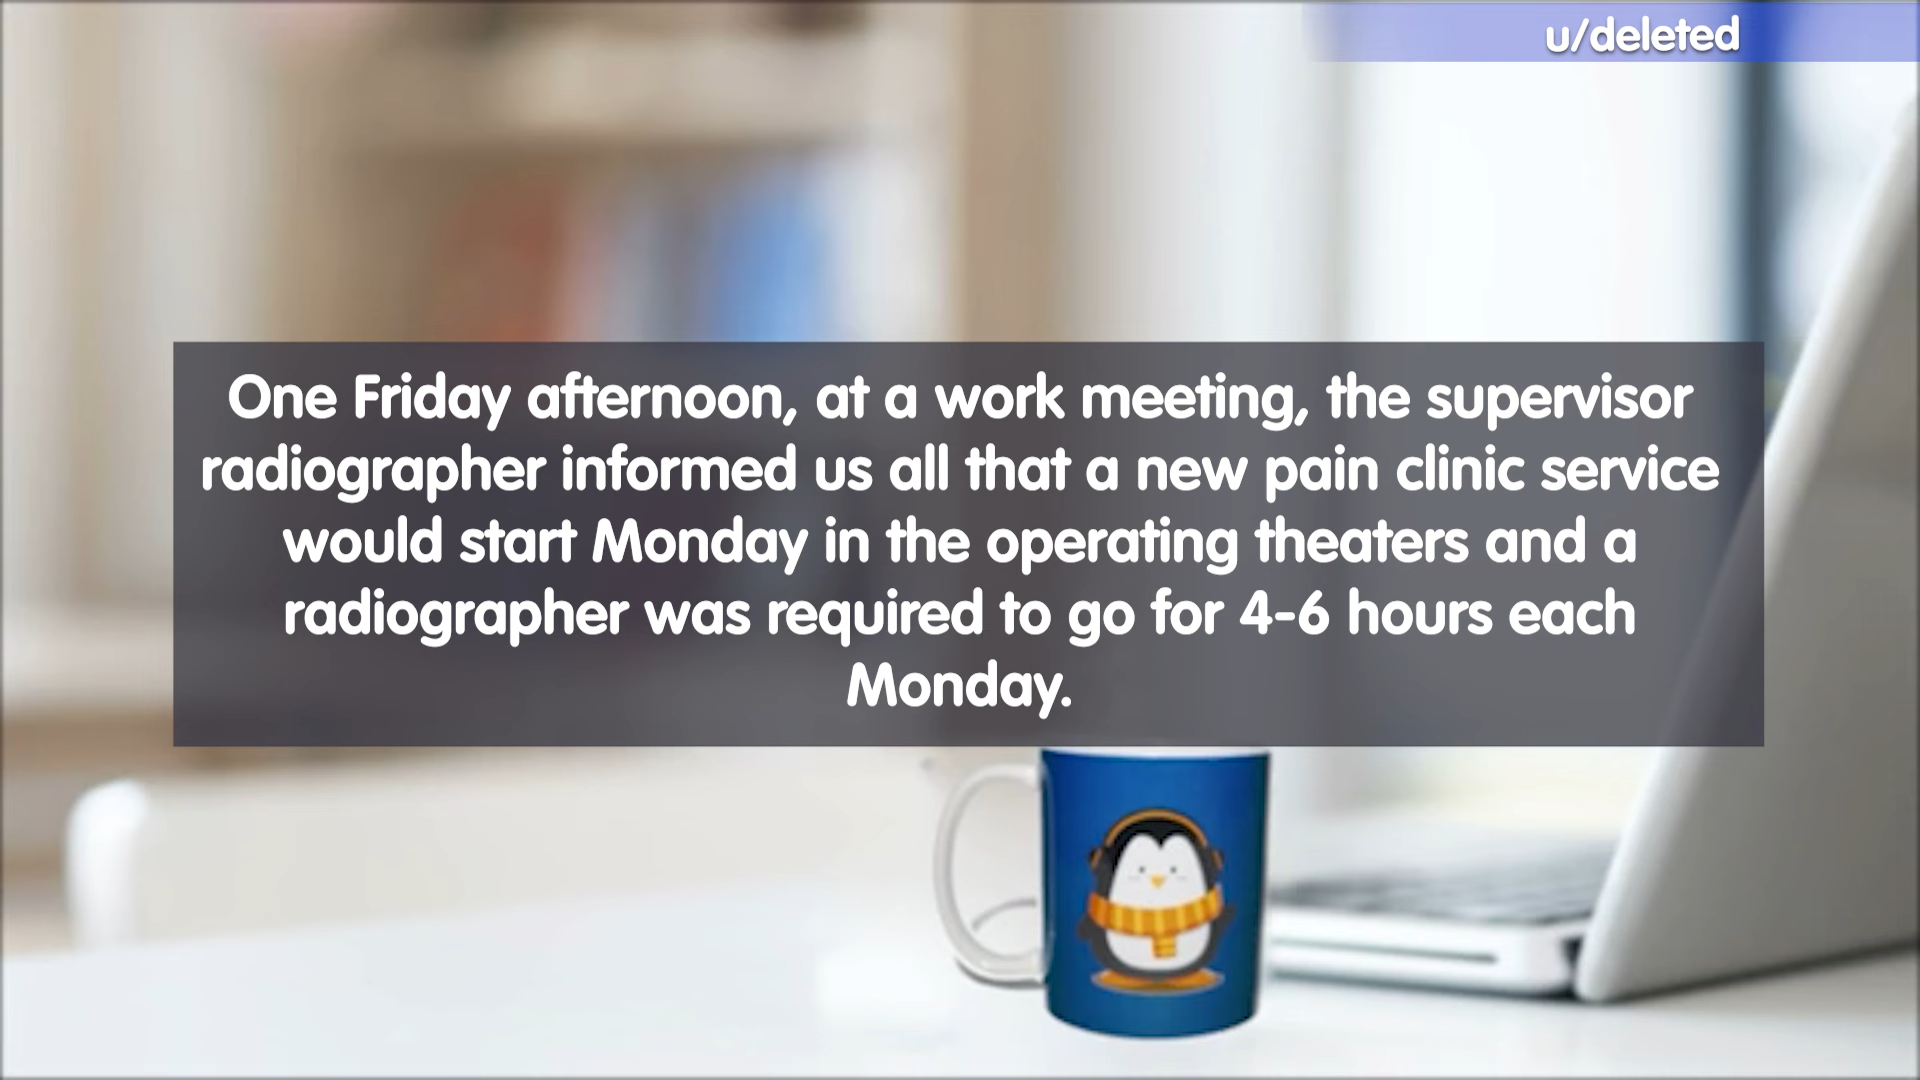 u/deleted
One Friday afternoon, at a work meeting, the supervisor
radiographer informed us all that a new pain clinic service
would start Monday in the operating theaters and a
radiographer was required to go for 4-6 hours each
Monday.